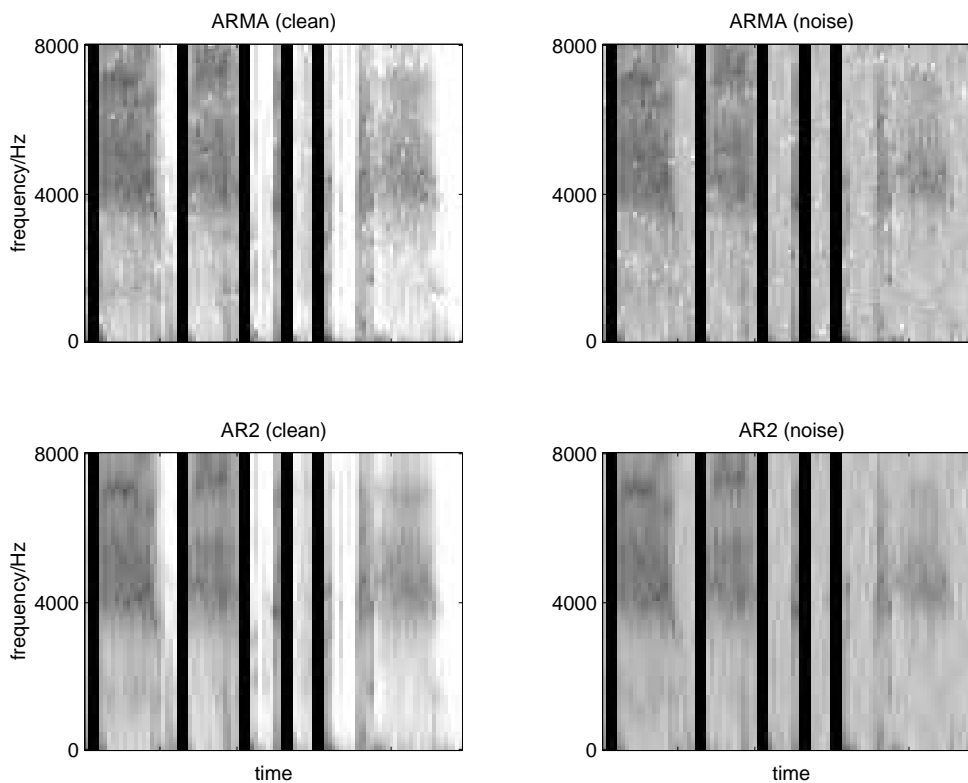 ARMA (clean)
ARMA (noise)
8000
8000
frequency/Hz
4000
4000
0
0
AR2 (clean)
AR2 (noise)
8000
8000
frequency/Hz
4000
4000
0
0
time
time